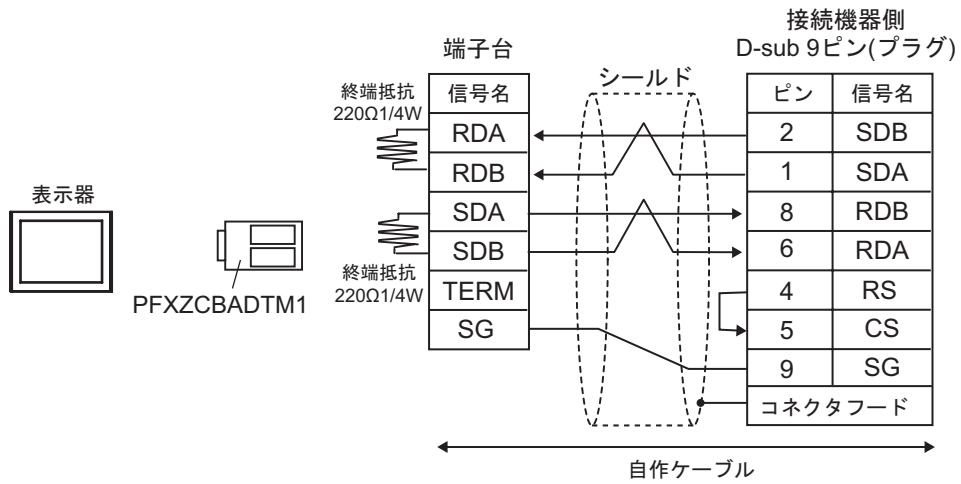 接続機器側
D-sub 9ピン(プラグ)
端子台
シールド
終端抵抗
220Ω1/4W
信号名
RDA
RDB
SDA
SDB
TERM
SG
終端抵抗
220Ω1/4W
表示器
PFXZCBADTM1
ピン 信号名
2 SDB
1 SDA
8 RDB
6 RDA
4 RS
5 CS
9 SG
コネクタフード
自作ケーブル